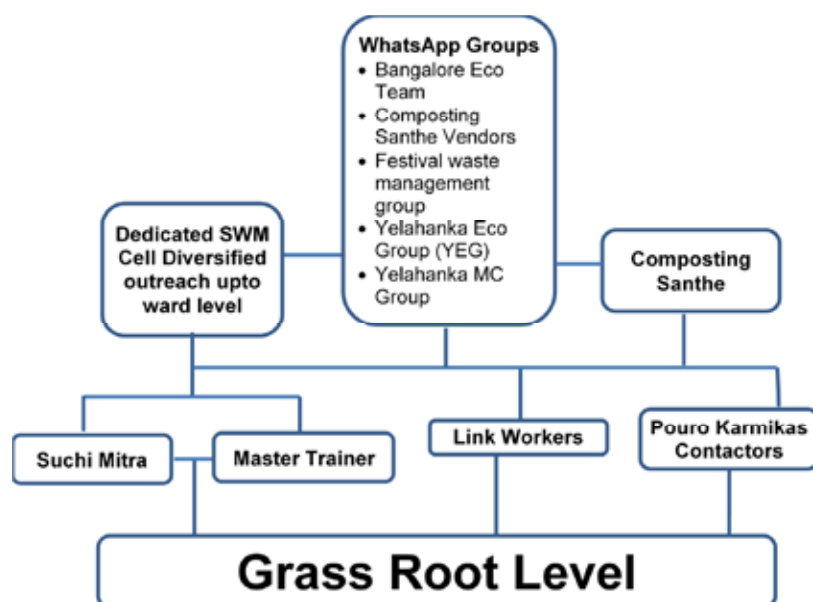 WhatsApp Groups
• Bangalore Eco
Team
• Composting
Santhe Vendors
• Festival waste
management
group
• Yelahanka Eco
Group (YEG)
• Yelahanka MC
Group
Dedicated SWM
Cell Diversified
outreach upto
ward level
Composting
Santhe
Suchi Mitra
Master Trainer
Link Workers
Pouro Karmikas
Contactors
Grass Root Level